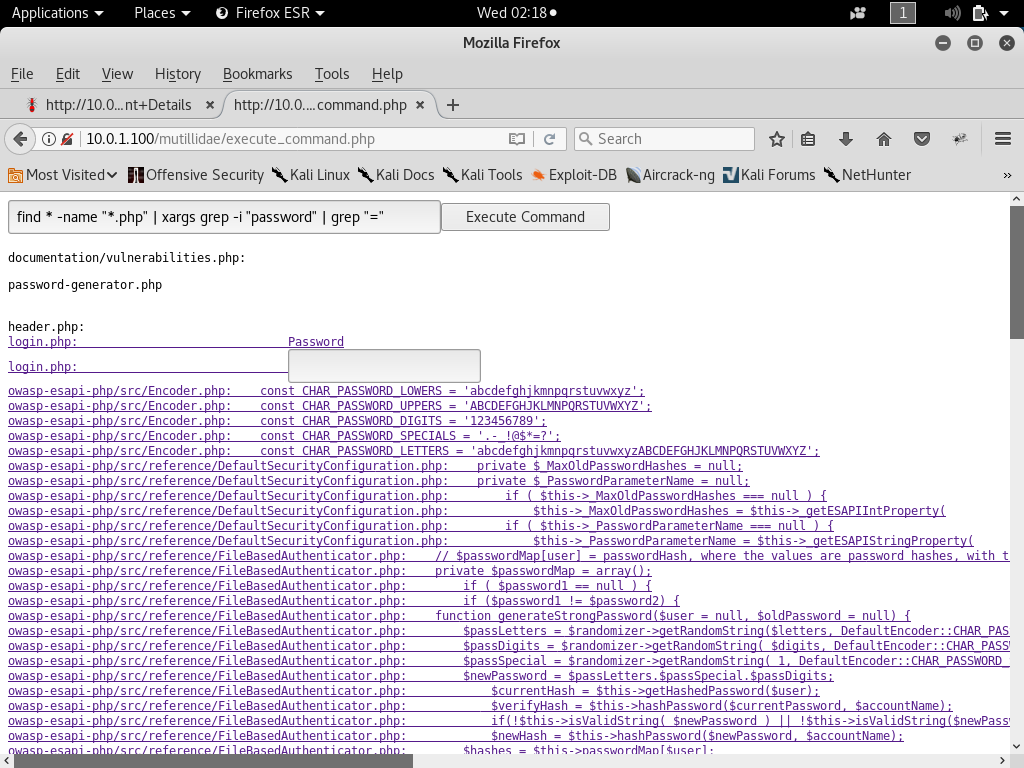 Applications Places Firefox ESR Wed 02:18 1
Mozilla Firefox
File Edit View History Bookmarks Tools Help
http://10.0...nt+Details http://10.0....command.php
10.0.1.100/mutillidae/execute_command.php Search
Most Visited Offensive Security Kali Linux Kali Docs Kali Tools Exploit-DB Aircrack-ng Kali Forums NetHunter »
find * -name "*.php" | xargs grep -i "password" | grep "=" Execute Command
documentation/vulnerabilities.php:
password-generator.php
header.php:
login.php: Password
login.php:
owasp-esapi-php/src/Encoder.php: const CHAR_PASSWORD_LOWERS = 'abcdefghjkmnpqrstuvwxyz';
owasp-esapi-php/src/Encoder.php: const CHAR_PASSWORD_UPPERS = 'ABCDEFGHJKLMNPQRSTUVWXYZ';
owasp-esapi-php/src/Encoder.php: const CHAR_PASSWORD_DIGITS = '123456789';
owasp-esapi-php/src/Encoder.php: const CHAR_PASSWORD_SPECIALS = '.-_!@$*=?';
owasp-esapi-php/src/Encoder.php: const CHAR_PASSWORD_LETTERS = 'abcdefghjkmnpqrstuvwxyzABCDEFGHJKLMNPQRSTUVWXYZ';
owasp-esapi-php/src/reference/DefaultSecurityConfiguration.php: private $_MaxOldPasswordHashes = null;
owasp-esapi-php/src/reference/DefaultSecurityConfiguration.php: private $_PasswordParameterName = null;
owasp-esapi-php/src/reference/DefaultSecurityConfiguration.php: if ( $this->_MaxOldPasswordHashes === null ) {
owasp-esapi-php/src/reference/DefaultSecurityConfiguration.php: $this->_MaxOldPasswordHashes = $this->_getESAPIIntProperty(
owasp-esapi-php/src/reference/DefaultSecurityConfiguration.php: if ( $this->_PasswordParameterName === null ) {
owasp-esapi-php/src/reference/DefaultSecurityConfiguration.php: $this->_PasswordParameterName = $this->_getESAPIStringProperty(
owasp-esapi-php/src/reference/FileBasedAuthenticator.php: // $passwordMap[user] = passwordHash, where the values are password hashes, with t
owasp-esapi-php/src/reference/FileBasedAuthenticator.php: private $passwordMap = array();
owasp-esapi-php/src/reference/FileBasedAuthenticator.php: if ( $password1 == null ) {
owasp-esapi-php/src/reference/FileBasedAuthenticator.php: if ($password1 != $password2) {
owasp-esapi-php/src/reference/FileBasedAuthenticator.php: function generateStrongPassword($user = null, $oldPassword = null) {
owasp-esapi-php/src/reference/FileBasedAuthenticator.php: $passLetters = $randomizer->getRandomString($letters, DefaultEncoder::CHAR_PAS
owasp-esapi-php/src/reference/FileBasedAuthenticator.php: $passDigits = $randomizer->getRandomString( $digits, DefaultEncoder::CHAR_PASS
owasp-esapi-php/src/reference/FileBasedAuthenticator.php: $passSpecial = $randomizer->getRandomString( 1, DefaultEncoder::CHAR_PASSWORD_
owasp-esapi-php/src/reference/FileBasedAuthenticator.php: $newPassword = $passLetters.$passSpecial.$passDigits;
owasp-esapi-php/src/reference/FileBasedAuthenticator.php: $currentHash = $this->getHashedPassword($user);
owasp-esapi-php/src/reference/FileBasedAuthenticator.php: $verifyHash = $this->hashPassword($currentPassword, $accountName);
owasp-esapi-php/src/reference/FileBasedAuthenticator.php: if(!$this->isValidString( $newPassword ) || !$this->isValidString($newPass
owasp-esapi-php/src/reference/FileBasedAuthenticator.php: $newHash = $this->hashPassword($newPassword, $accountName);
owasp-esapi-php/src/reference/FileBasedAuthenticator.php: $hashes = $this->passwordMap[$user];